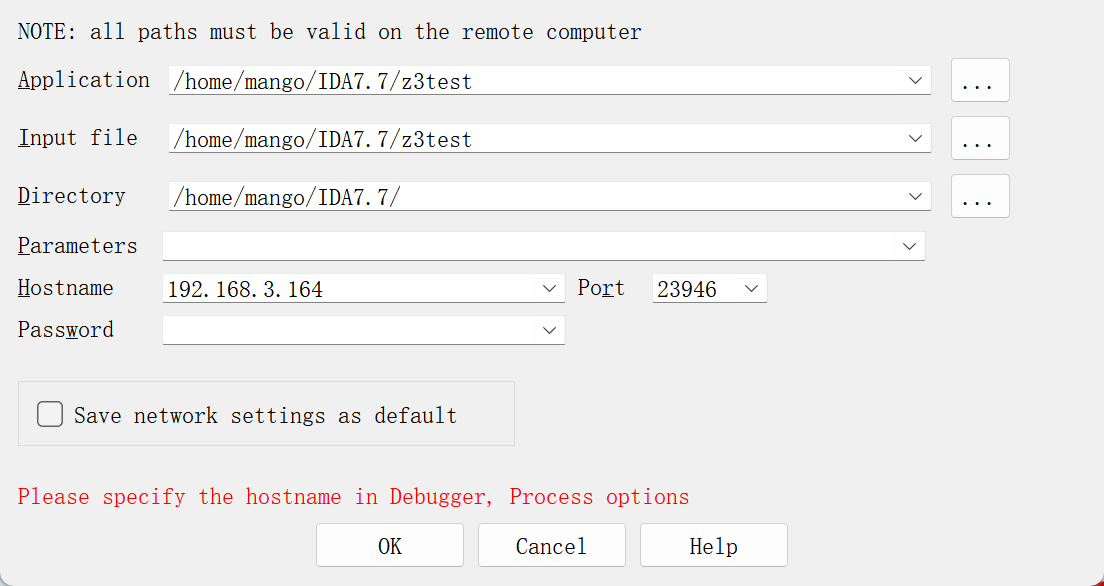 NOTE: all paths must be valid on the remote computer
Application /home/mango/IDA7.7/z3test ...
Input file /home/mango/IDA7.7/z3test ...
Directory /home/mango/IDA7.7/ ...
Parameters
Hostname 192.168.3.164 Port 23946
Password
Save network settings as default
Please specify the hostname in Debugger, Process options
OK Cancel Help